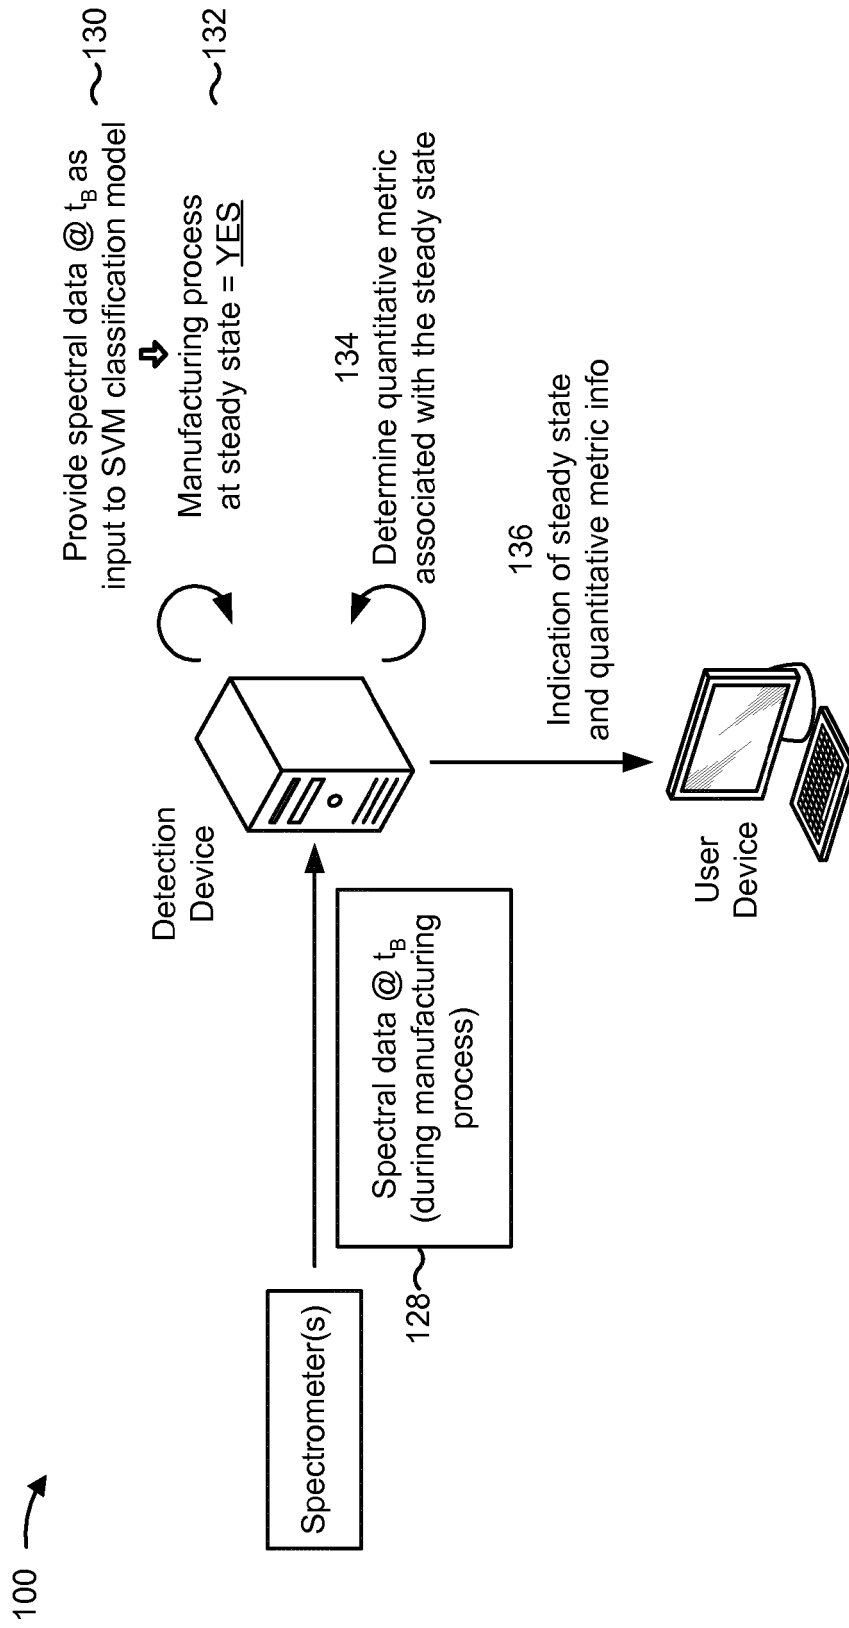 100
Spectrometer(s)
128
Spectral data @ tB
(during manufacturing
process)
Detection
Device
Provide spectral data @ tB as
input to SVM classification model
130
Manufacturing process
at steady state = YES
132
134
Determine quantitative metric
associated with the steady state
136
Indication of steady state
and quantitative metric info
User
Device